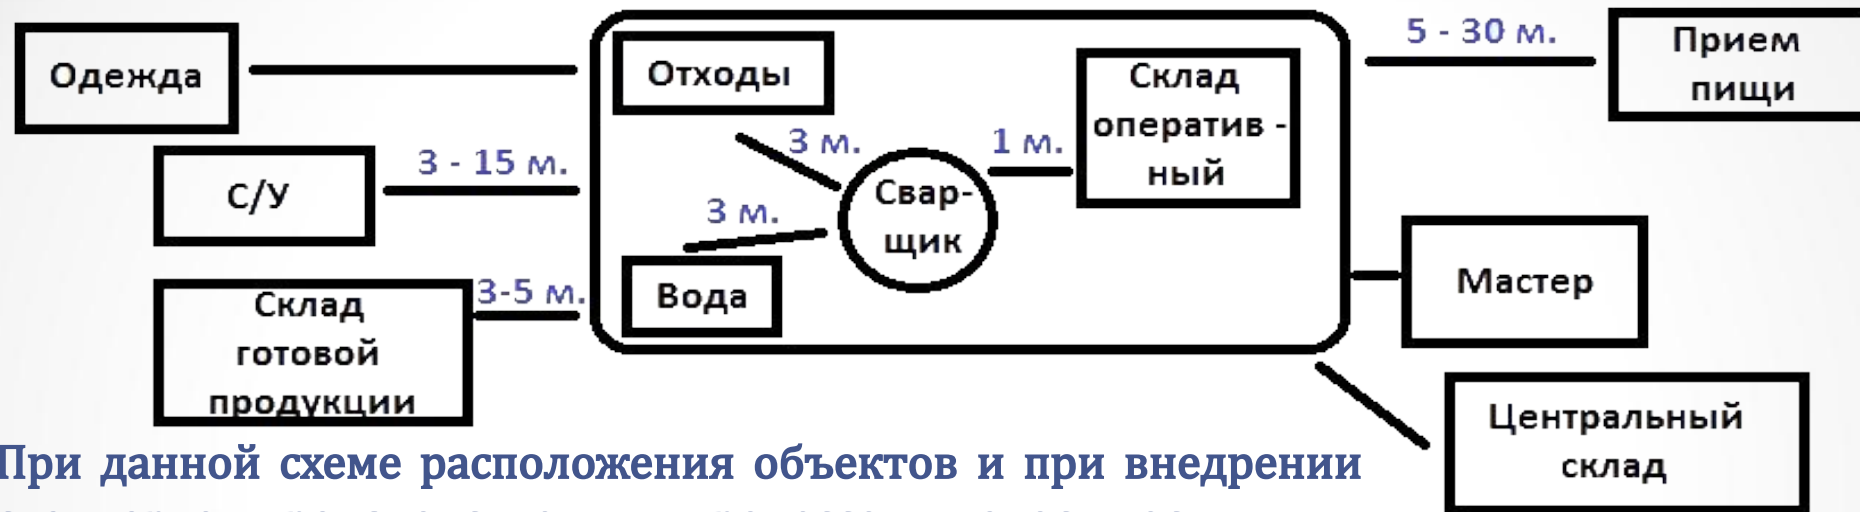 Одежда
С/У
3 - 15 м.
Склад
готовой
продукции
3-5 м.
Отходы
3 м.
Вода
3 м.
Свар-
щик
1 м.
Склад
оператив -
ный
5 - 30 м.
Прием
пищи
Мастер
Центральный
склад
При данной схеме расположения объектов и при внедрении